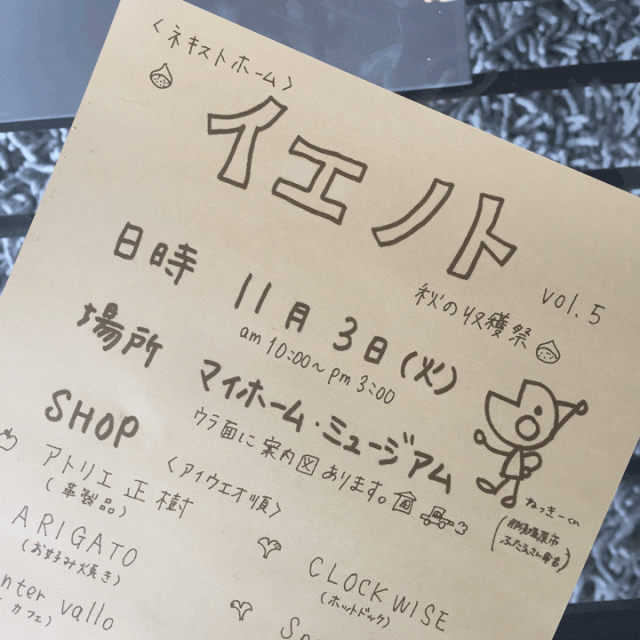 〈ネキストホーム〉
イエノト
vol.5
秋の収穫祭
日時 11月3日(火)
am 10:00~pm 3:00
場所 マイホーム・ミュージアム
ウラ面に案内図あります。
SHOP 〈アイウエオ順〉
ねっきーくん
アトリエ正樹
(革製品)
ARIGATO
(お好み焼き)
CLOCKWISE
(ホットドック)
nter vallo
カフェ)